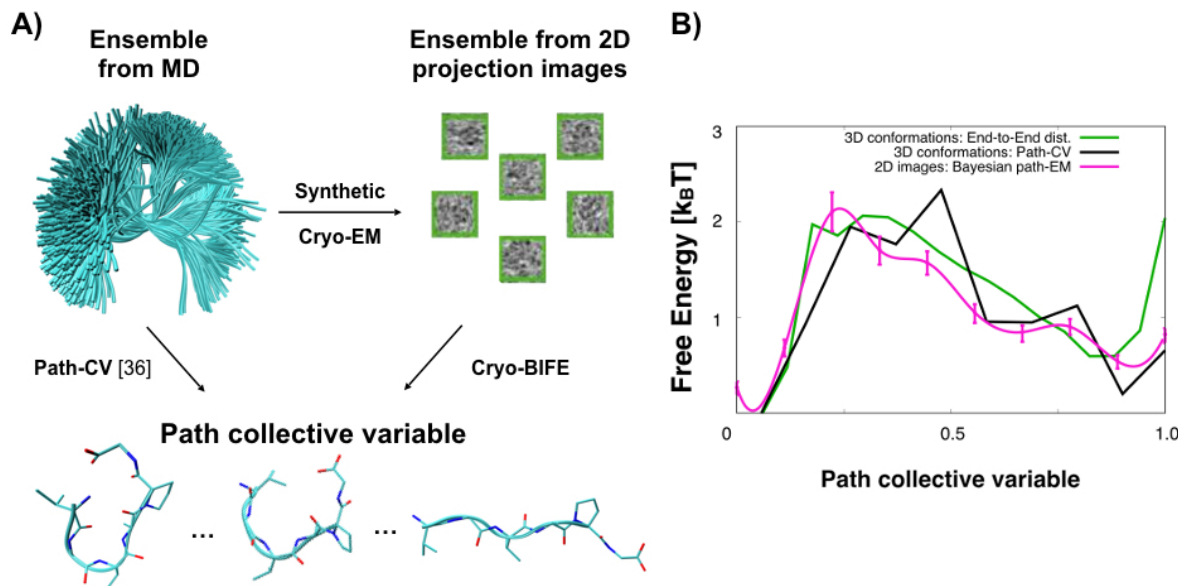 A)
Ensemble
from MD
Ensemble from 2D
projection images
Synthetic
Cryo-EM
Path-CV [36]
Cryo-BIFE
Path collective variable
... ...
B)
3D conformations: End-to-End dist.
3D conformations: Path-CV
2D images: Bayesian path-EM
Free Energy [kBT]
3
2
1
0 0.5 1.0
Path collective variable